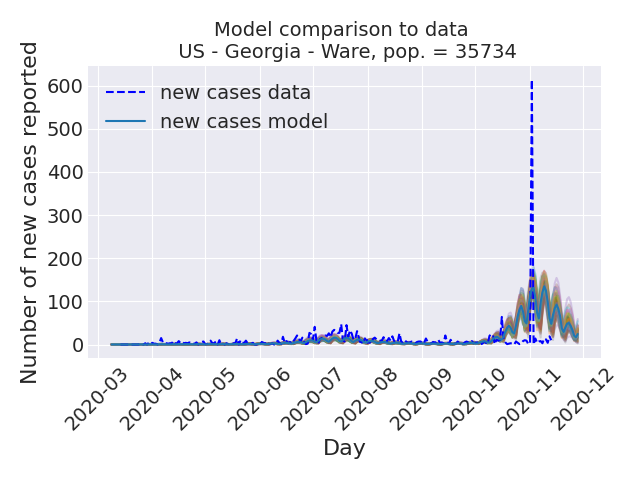 Model comparison to data
US - Georgia - Ware, pop. = 35734
Number of new cases reported
600
500
400
300
200
100
0
new cases data
new cases model
2020-03
2020-04
2020-05
2020-06
2020-07
2020-08
2020-09
2020-10
2020-11
2020-12
Day